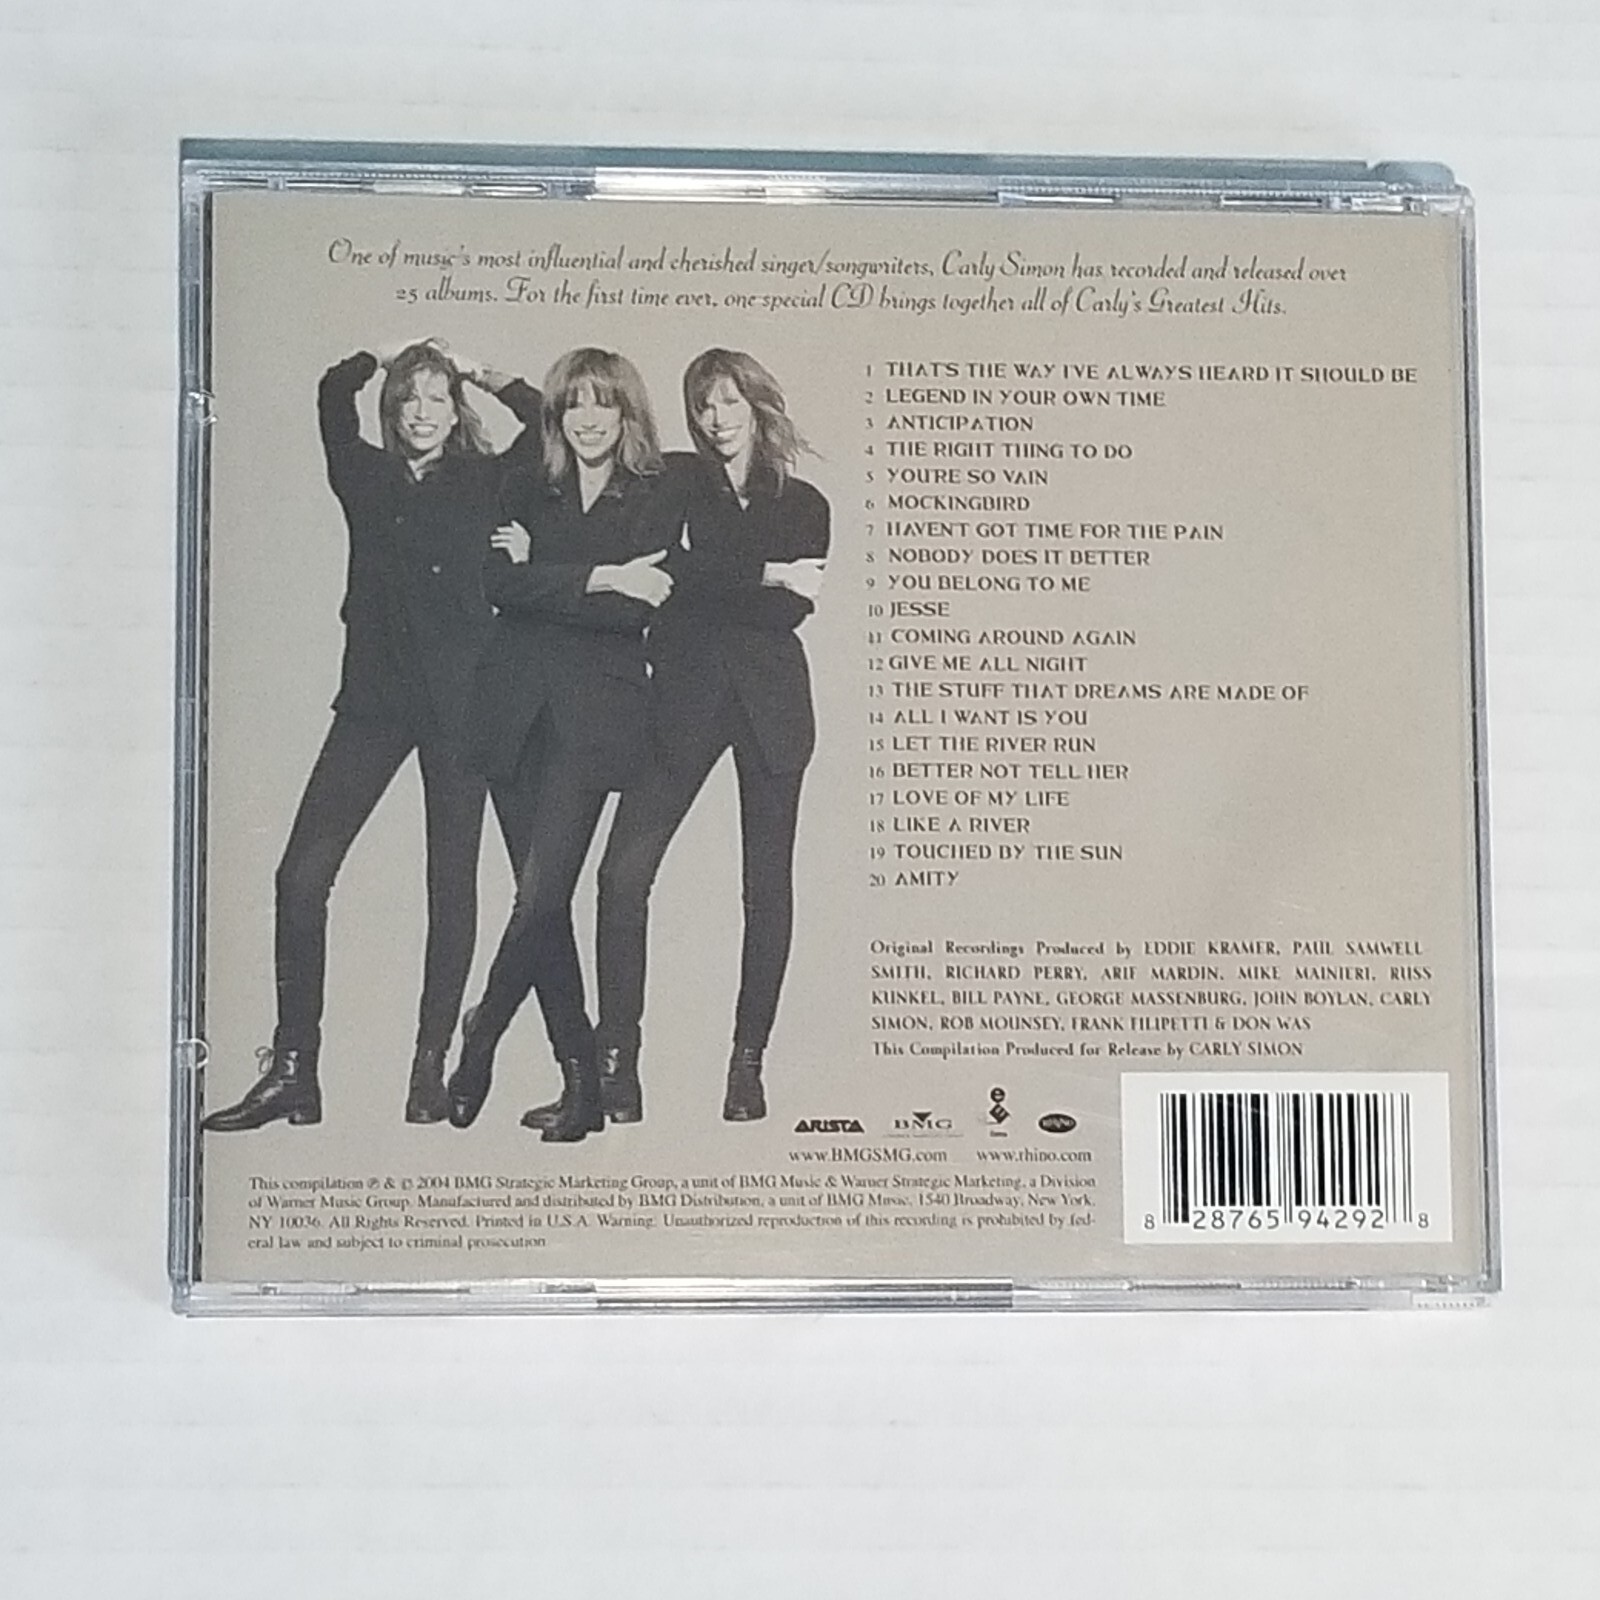 One of music's most influential and cherished singer/songwriters, Carly Simon has recorded and released over
25 albums. For the first time ever, one special CD brings together all of Carly's Greatest Hits.
1 THAT'S THE WAY I'VE ALWAYS HEARD IT SHOULD BE
2 LEGEND IN YOUR OWN TIME
3 ANTICIPATION
4 THE RIGHT THING TO DO
5 YOU'RE SO VAIN
6 MOCKINGBIRD
7 HAVEN'T GOT TIME FOR THE PAIN
8 NOBODY DOES IT BETTER
9 YOU BELONG TO ME
10 JESSE
11 COMING AROUND AGAIN
12 GIVE ME ALL NIGHT
13 THE STUFF THAT DREAMS ARE MADE OF
14 ALL I WANT IS YOU
15 LET THE RIVER RUN
16 BETTER NOT TELL HER
17 LOVE OF MY LIFE
18 LIKE A RIVER
19 TOUCHED BY THE SUN
20 AMITY
Original Recordings Produced by EDDIE KRAMER, PAUL SAMWELL
SMITH, RICHARD PERRY, ARIF MARDIN, MIKE MAINIERI, RUSS
KUNKEL, BILL PAYNE, GEORGE MASSENBURG, JOHN BOYLAN, CARLY
SIMON, ROB MOUNSEY, FRANK FILIPETTI & DON WAS
This Compilation Produced for Release by CARLY SIMON
ARISTA BMG RHINO
www.BMGSMG.com www.rhino.com
This compilation ℗ & © 2004 BMG Strategic Marketing Group, a unit of BMG Music & Warner Strategic Marketing, a Division
of Warner Music Group. Manufactured and distributed by BMG Distribution, a unit of BMG Music, 1540 Broadway, New York,
NY 10036. All Rights Reserved. Printed in U.S.A. Warning: Unauthorized reproduction of this recording is prohibited by fed-
eral law and subject to criminal prosecution
8 28765 94292 8